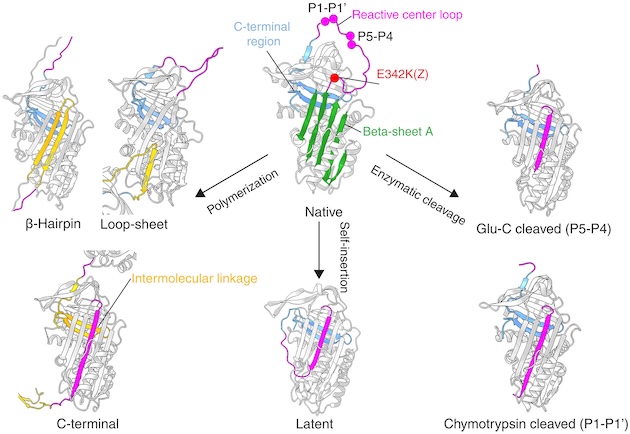 P1-P1’
Reactive center loop
C-terminal
region
P5-P4
E342K(Z)
Beta-sheet A
Polymerization
Enzymatic cleavage
β-Hairpin
Loop-sheet
Native
Glu-C cleaved (P5-P4)
Self-insertion
Intermolecular linkage
C-terminal
Latent
Chymotrypsin cleaved (P1-P1’)